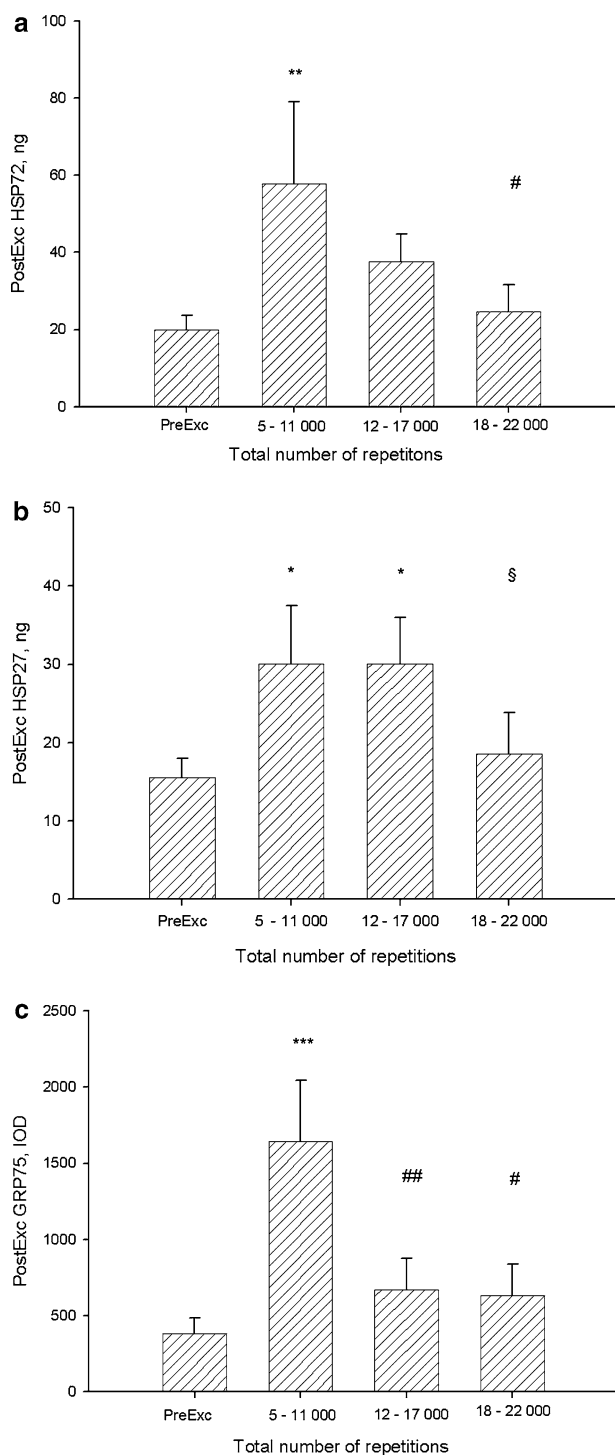 a
PostExc HSP72, ng
100
80
60
40
20
0
**
#
PreExc 5 - 11 000 12 - 17 000 18 - 22 000
Total number of repetitons
b
PostExc HSP27, ng
50
40
30
20
10
0
* * §
PreExc 5 - 11 000 12 - 17 000 18 - 22 000
Total number of repetitions
c
PostExc GRP75, IOD
2500
2000
1500
1000
500
0
***
## #
PreExc 5 - 11 000 12 - 17 000 18 - 22 000
Total number of repetitions